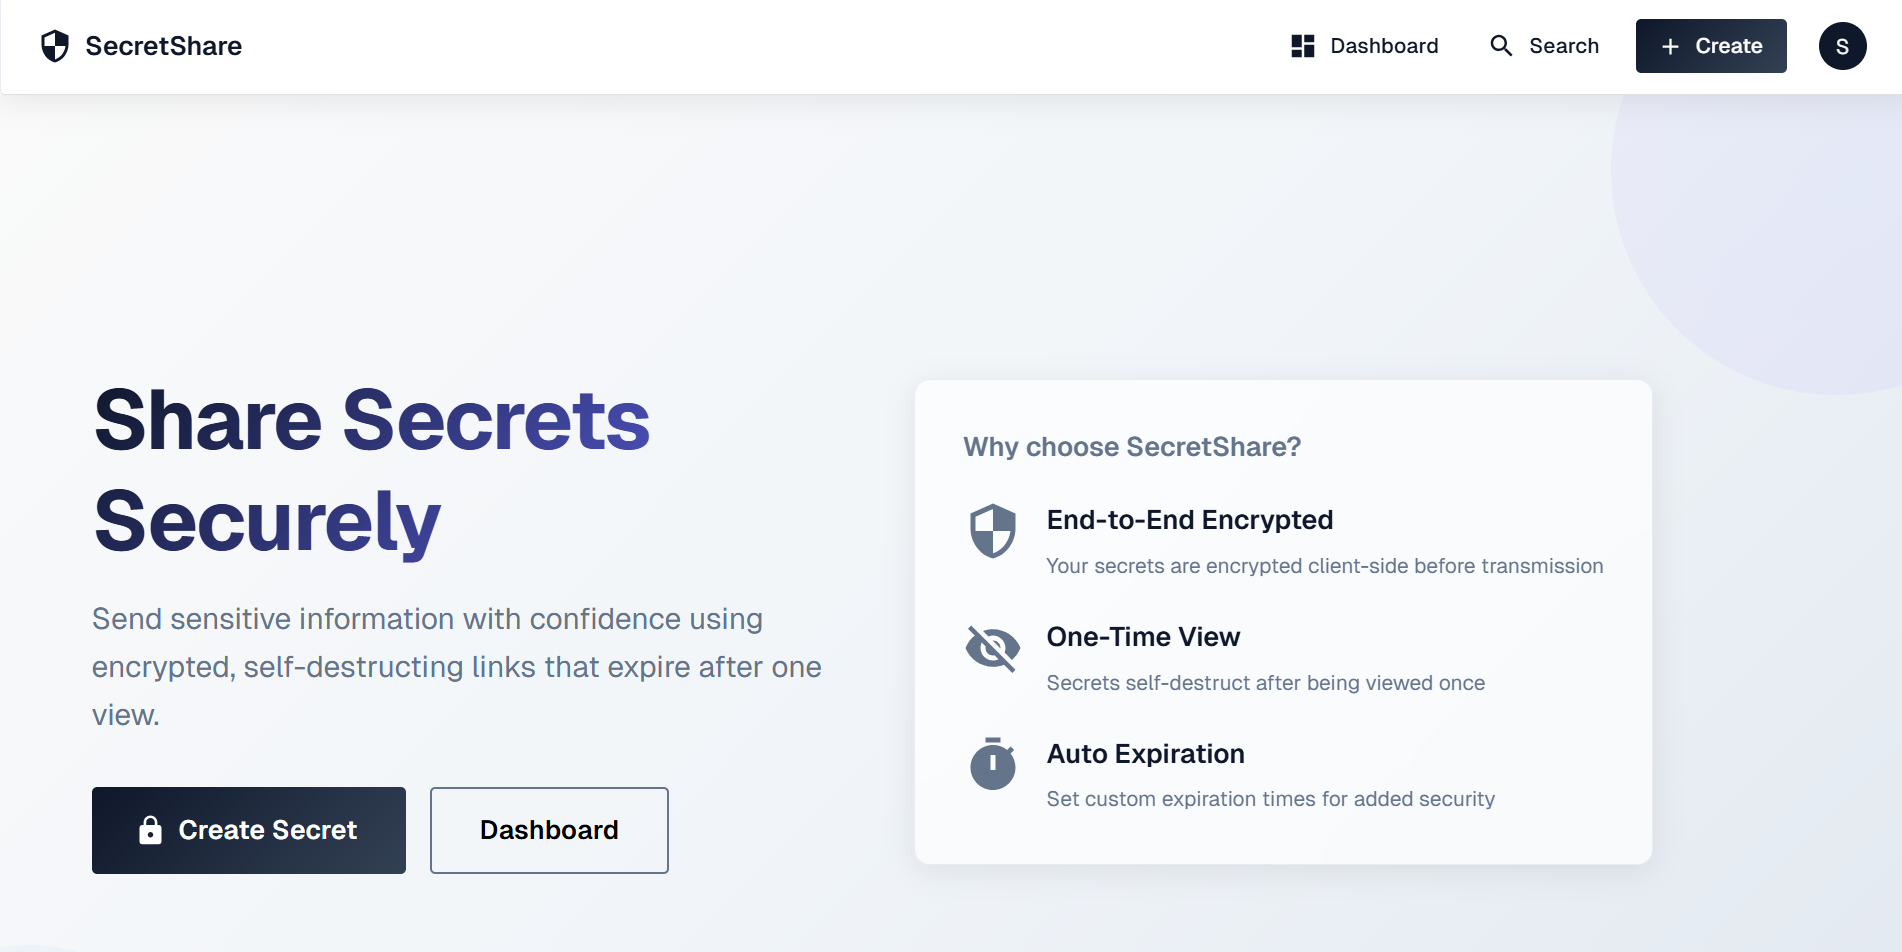 SecretShare
Dashboard
Search
Create
S
Share Secrets
Securely
Send sensitive information with confidence using
encrypted, self-destructing links that expire after one
view.
Create Secret
Dashboard
Why choose SecretShare?
End-to-End Encrypted
Your secrets are encrypted client-side before transmission
One-Time View
Secrets self-destruct after being viewed once
Auto Expiration
Set custom expiration times for added security